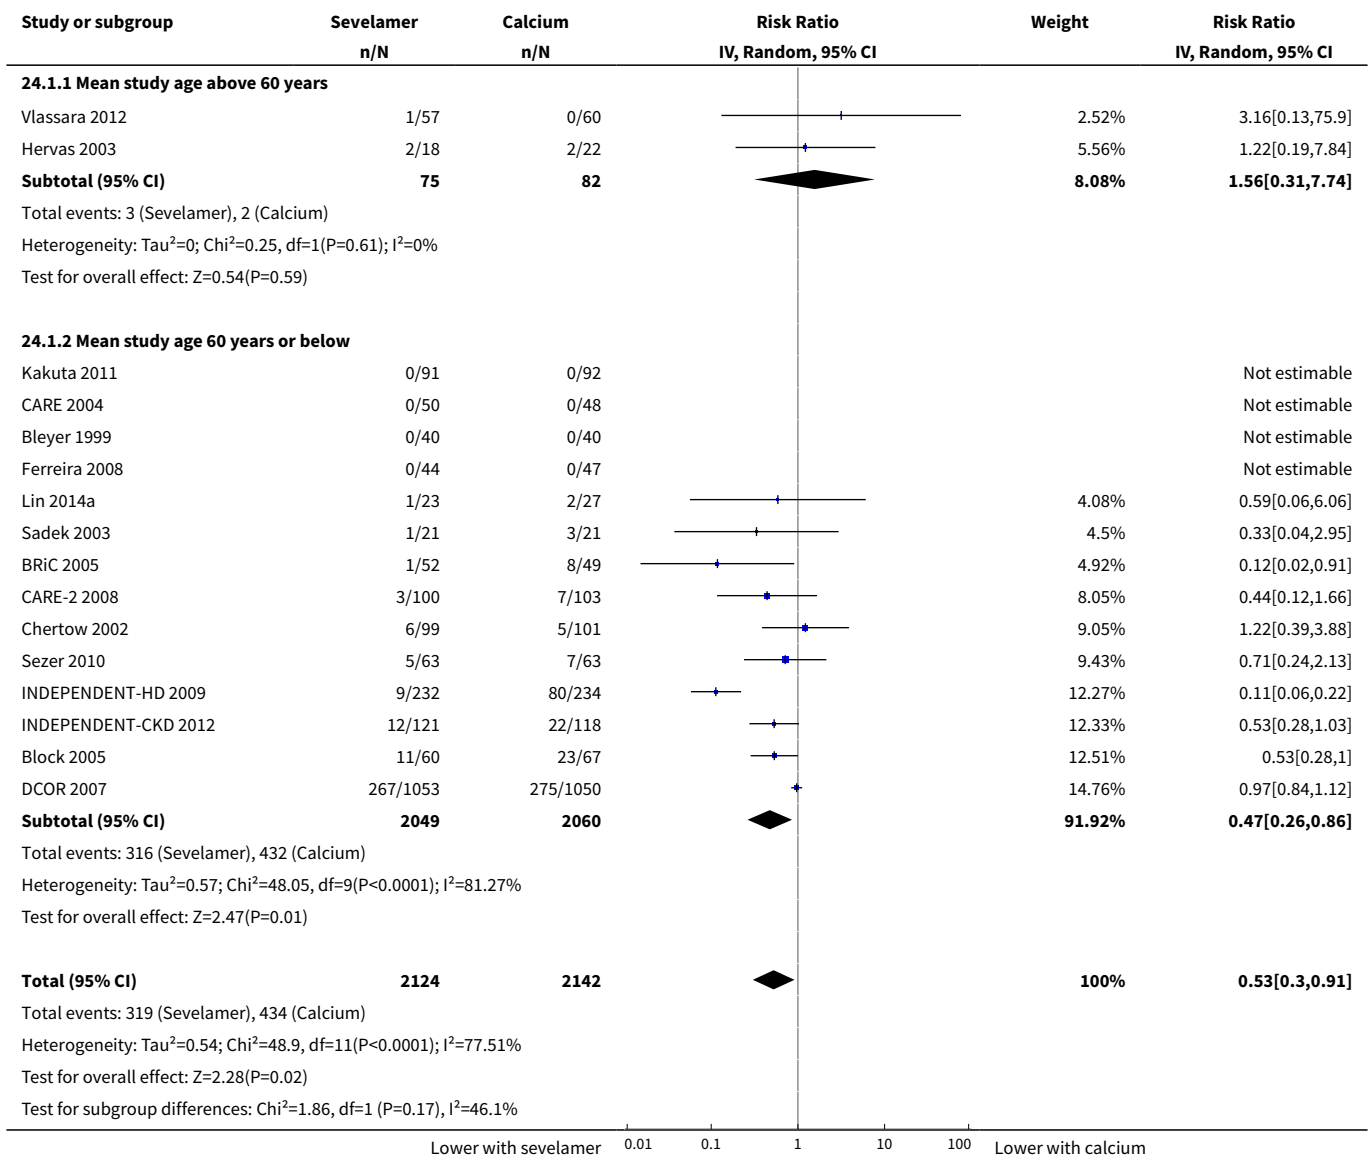 Study or subgroup Sevelamer Calcium Risk Ratio Weight Risk Ratio
n/N n/N IV, Random, 95% CI IV, Random, 95% CI
24.1.1 Mean study age above 60 years
Vlassara 2012 1/57 0/60 2.52% 3.16[0.13,75.9]
Hervas 2003 2/18 2/22 5.56% 1.22[0.19,7.84]
Subtotal (95% CI) 75 82 8.08% 1.56[0.31,7.74]
Total events: 3 (Sevelamer), 2 (Calcium)
Heterogeneity: Tau²=0; Chi²=0.25, df=1(P=0.61); I²=0%
Test for overall effect: Z=0.54(P=0.59)
24.1.2 Mean study age 60 years or below
Kakuta 2011 0/91 0/92 Not estimable
CARE 2004 0/50 0/48 Not estimable
Bleyer 1999 0/40 0/40 Not estimable
Ferreira 2008 0/44 0/47 Not estimable
Lin 2014a 1/23 2/27 4.08% 0.59[0.06,6.06]
Sadek 2003 1/21 3/21 4.5% 0.33[0.04,2.95]
BRiC 2005 1/52 8/49 4.92% 0.12[0.02,0.91]
CARE-2 2008 3/100 7/103 8.05% 0.44[0.12,1.66]
Chertow 2002 6/99 5/101 9.05% 1.22[0.39,3.88]
Sezer 2010 5/63 7/63 9.43% 0.71[0.24,2.13]
INDEPENDENT-HD 2009 9/232 80/234 12.27% 0.11[0.06,0.22]
INDEPENDENT-CKD 2012 12/121 22/118 12.33% 0.53[0.28,1.03]
Block 2005 11/60 23/67 12.51% 0.53[0.28,1]
DCOR 2007 267/1053 275/1050 14.76% 0.97[0.84,1.12]
Subtotal (95% CI) 2049 2060 91.92% 0.47[0.26,0.86]
Total events: 316 (Sevelamer), 432 (Calcium)
Heterogeneity: Tau²=0.57; Chi²=48.05, df=9(P<0.0001); I²=81.27%
Test for overall effect: Z=2.47(P=0.01)
Total (95% CI) 2124 2142 100% 0.53[0.3,0.91]
Total events: 319 (Sevelamer), 434 (Calcium)
Heterogeneity: Tau²=0.54; Chi²=48.9, df=11(P<0.0001); I²=77.51%
Test for overall effect: Z=2.28(P=0.02)
Test for subgroup differences: Chi²=1.86, df=1 (P=0.17), I²=46.1%
Lower with sevelamer 0.01 0.1 1 10 100 Lower with calcium